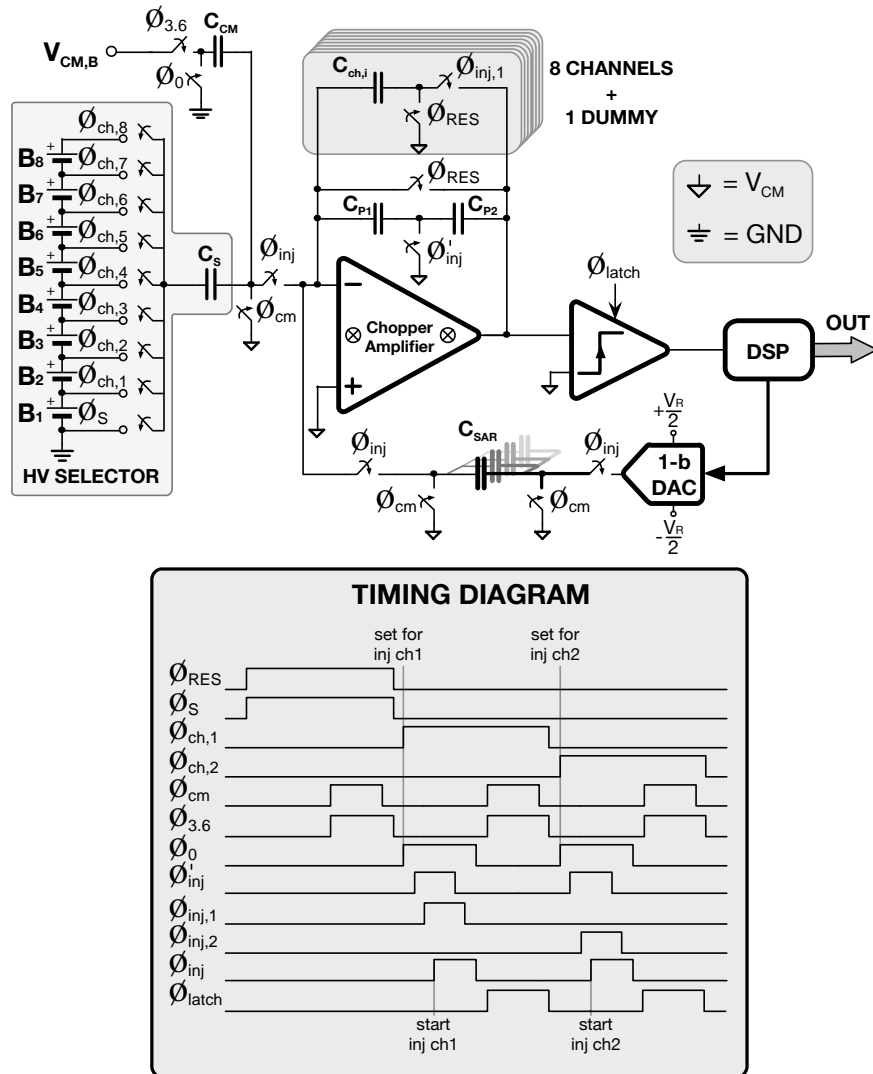 Ø3.6
CCM
VCM,B
Ø0
Cch,i
Øinj,1
ØRES
8 CHANNELS
+
1 DUMMY
Øch,8
B8
+
Øch,7
B7
+
Øch,6
B6
+
Øch,5
B5
+
Øch,4
B4
+
Øch,3
B3
+
Øch,2
B2
+
Øch,1
B1
+
ØS
HV SELECTOR
CS
Øinj
Øcm
ØRES
CP1
CP2
Ø'inj
= VCM
= GND
−
Chopper
Amplifier
+
Ølatch
DSP
OUT
Øinj
CSAR
Øinj
Øcm
Øcm
+VR/2
1-b
DAC
-VR/2
TIMING DIAGRAM
set for
inj ch1
set for
inj ch2
ØRES
ØS
Øch,1
Øch,2
Øcm
Ø3.6
Ø0
Ø'inj
Øinj,1
Øinj,2
Øinj
Ølatch
start
inj ch1
start
inj ch2